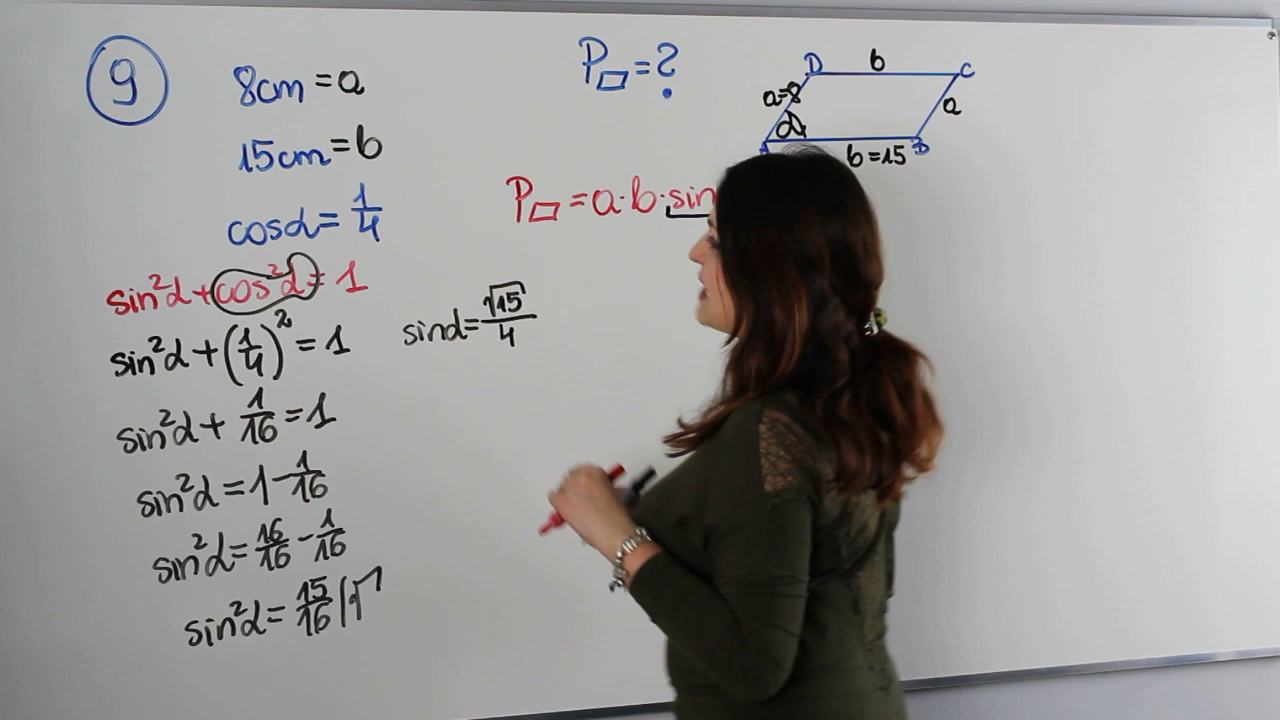 9
8cm = a
15cm = b
cosα = 1/4
sin²α + cos²α = 1
sin²α + (1/4)² = 1
sin²α + 1/16 = 1
sin²α = 1 - 1/16
sin²α = 16/16 - 1/16
sin²α = 15/16 |√
P▱ = ?
P▱ = a·b·sin
sinα = √15/4
D b C
a=8 α a
b=15 B